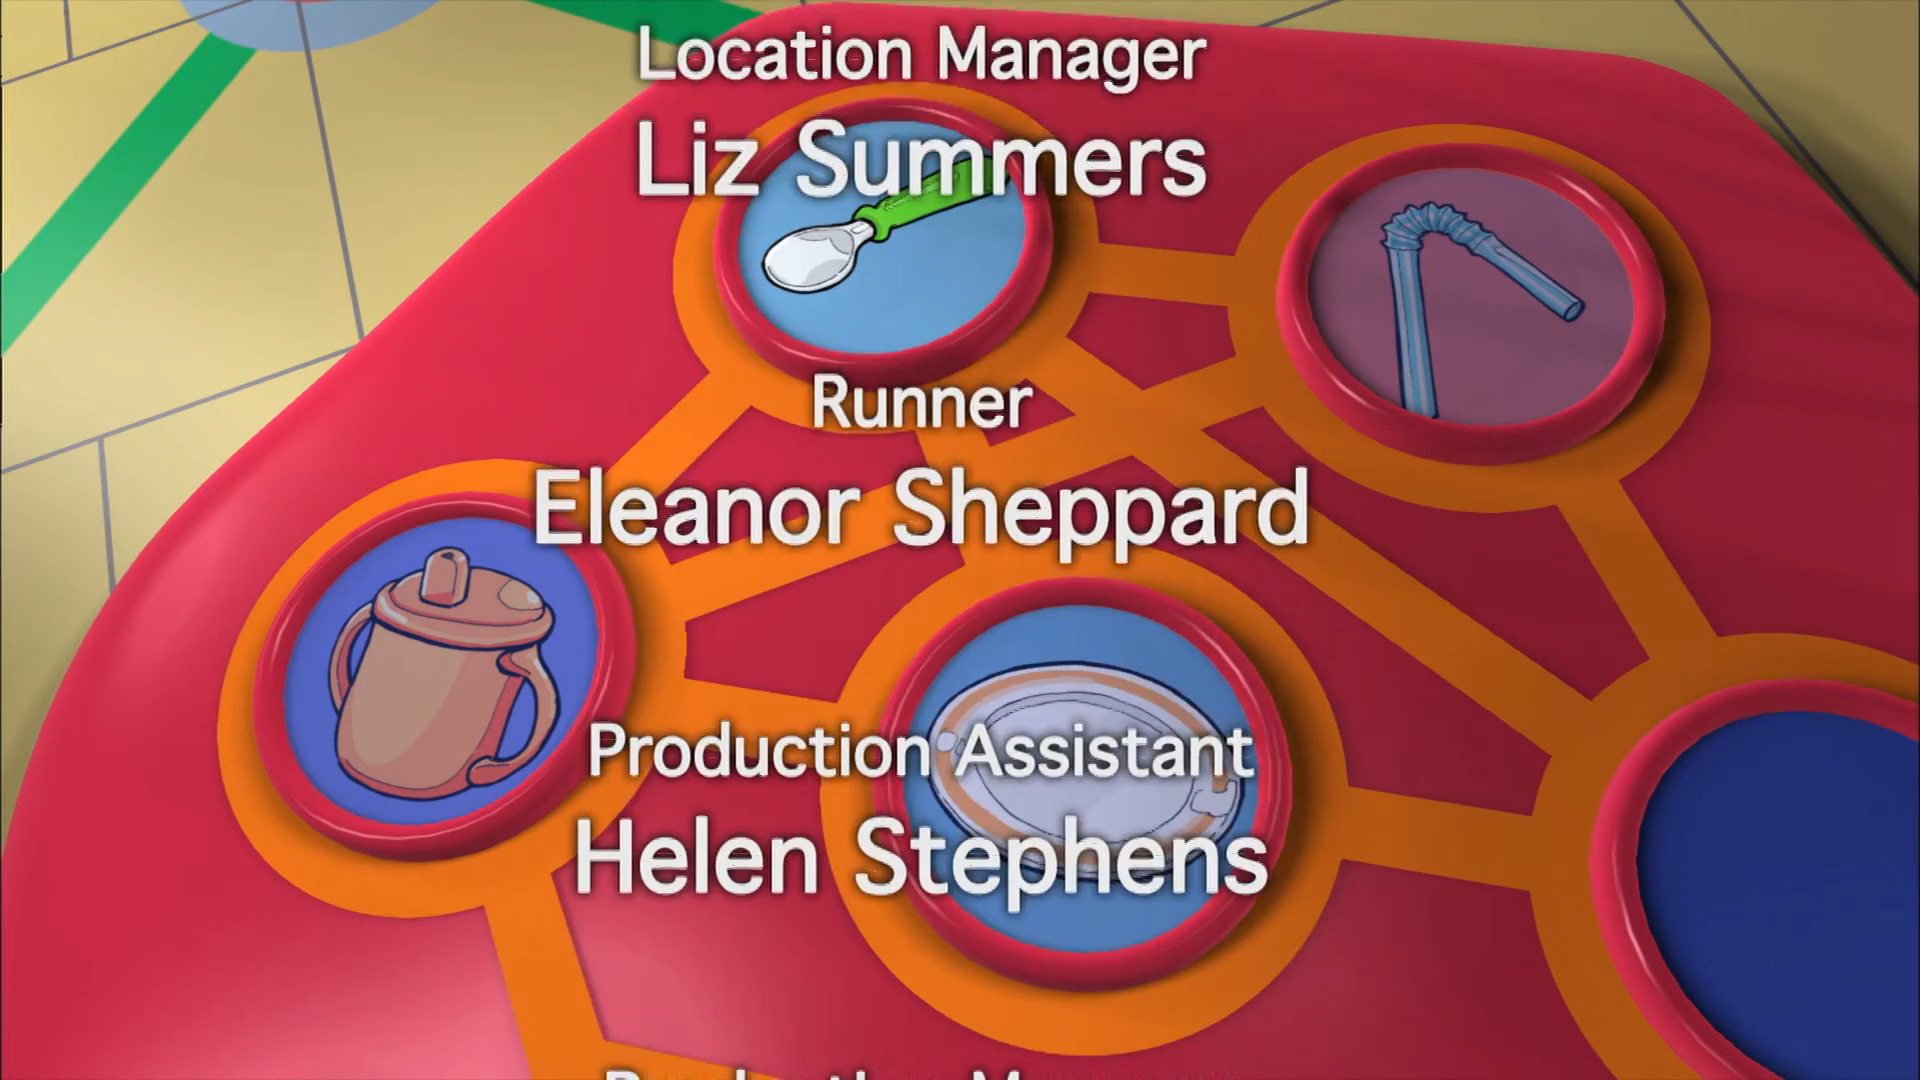 Location Manager
Liz Summers
Runner
Eleanor Sheppard
Production Assistant
Helen Stephens